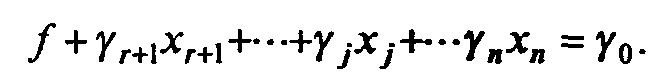 f + γ_{r+1}x_{r+1} + ⋯ + γ_j x_j + ⋯ γ_n x_n = γ_0.